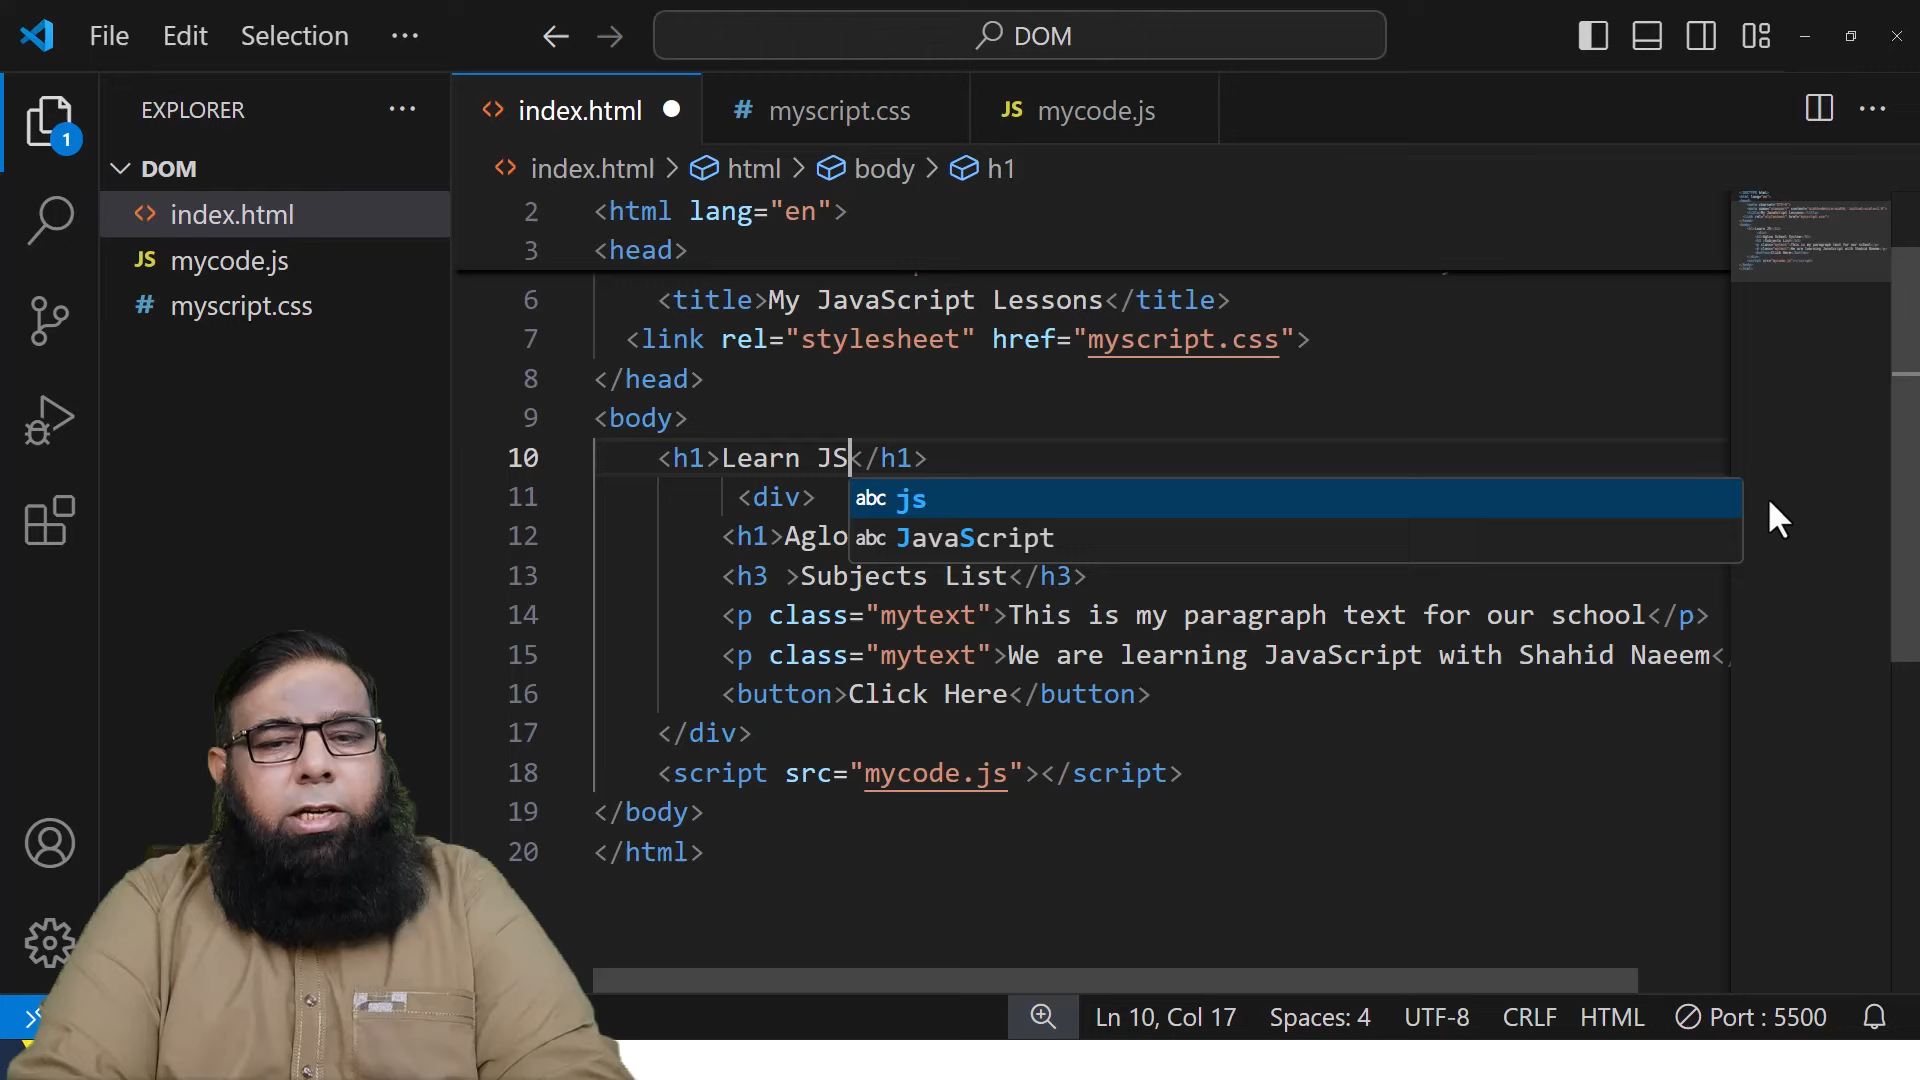 File Edit Selection ... DOM
EXPLORER ...
index.html
# myscript.css
JS mycode.js
1
DOM
index.html > html > body > h1
index.html
JS mycode.js
# myscript.css
2 <html lang="en">
3 <head>
6 <title>My JavaScript Lessons</title>
7 <link rel="stylesheet" href="myscript.css">
8 </head>
9 <body>
10 <h1>Learn JS</h1>
11 <div>
abc js
abc JavaScript
12 <h1>Aglo
13 <h3 >Subjects List</h3>
14 <p class="mytext">This is my paragraph text for our school</p>
15 <p class="mytext">We are learning JavaScript with Shahid Naeem<
16 <button>Click Here</button>
17 </div>
18 <script src="mycode.js"></script>
19 </body>
20 </html>
Ln 10, Col 17 Spaces: 4 UTF-8 CRLF HTML Port : 5500